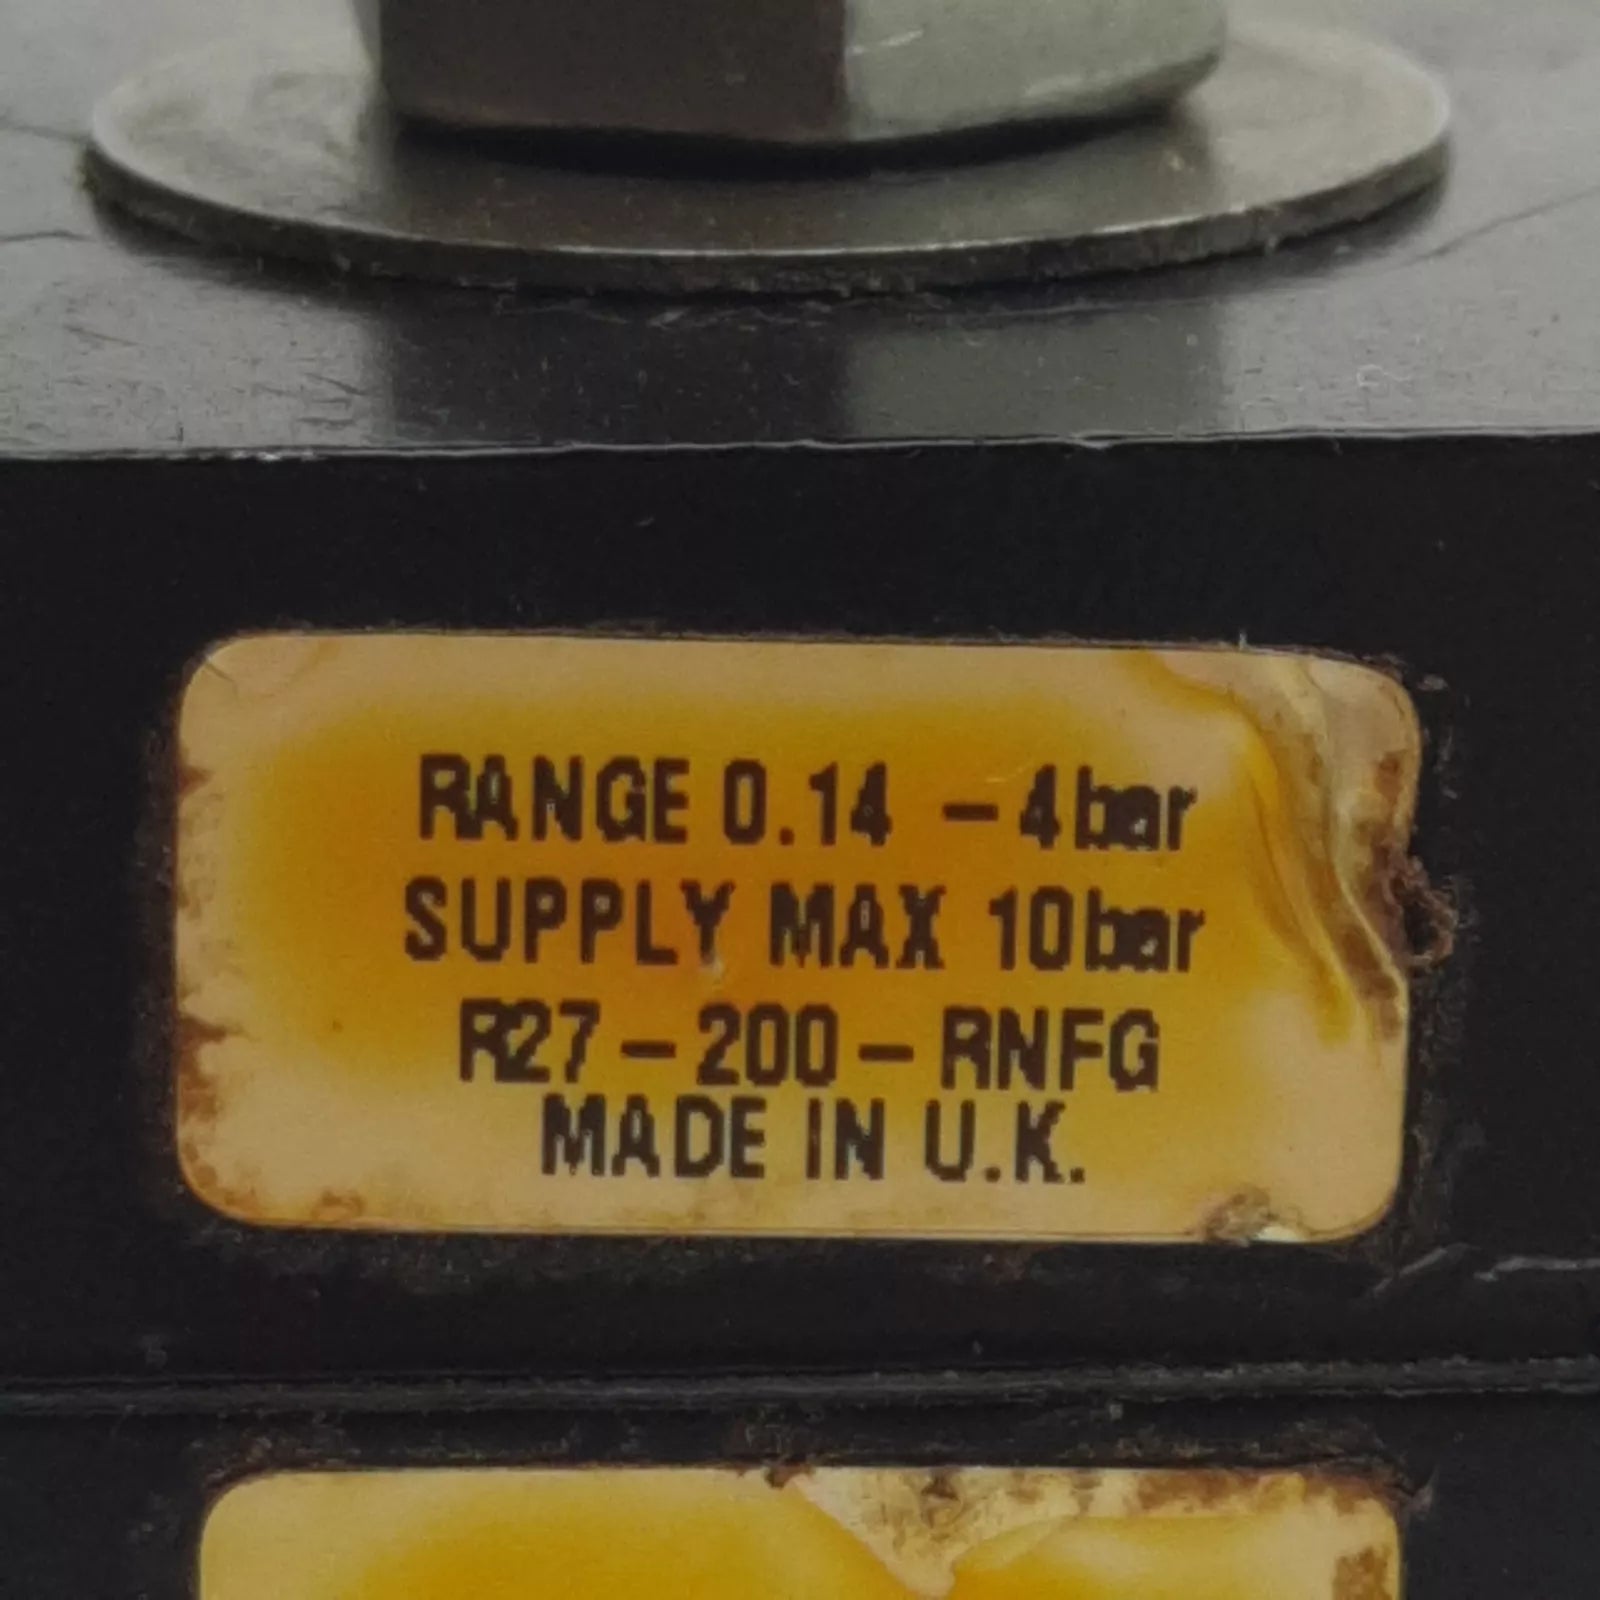 RANGE 0.14 - 4bar
SUPPLY MAX 10bar
R27-200-RNFG
MADE IN U.K.